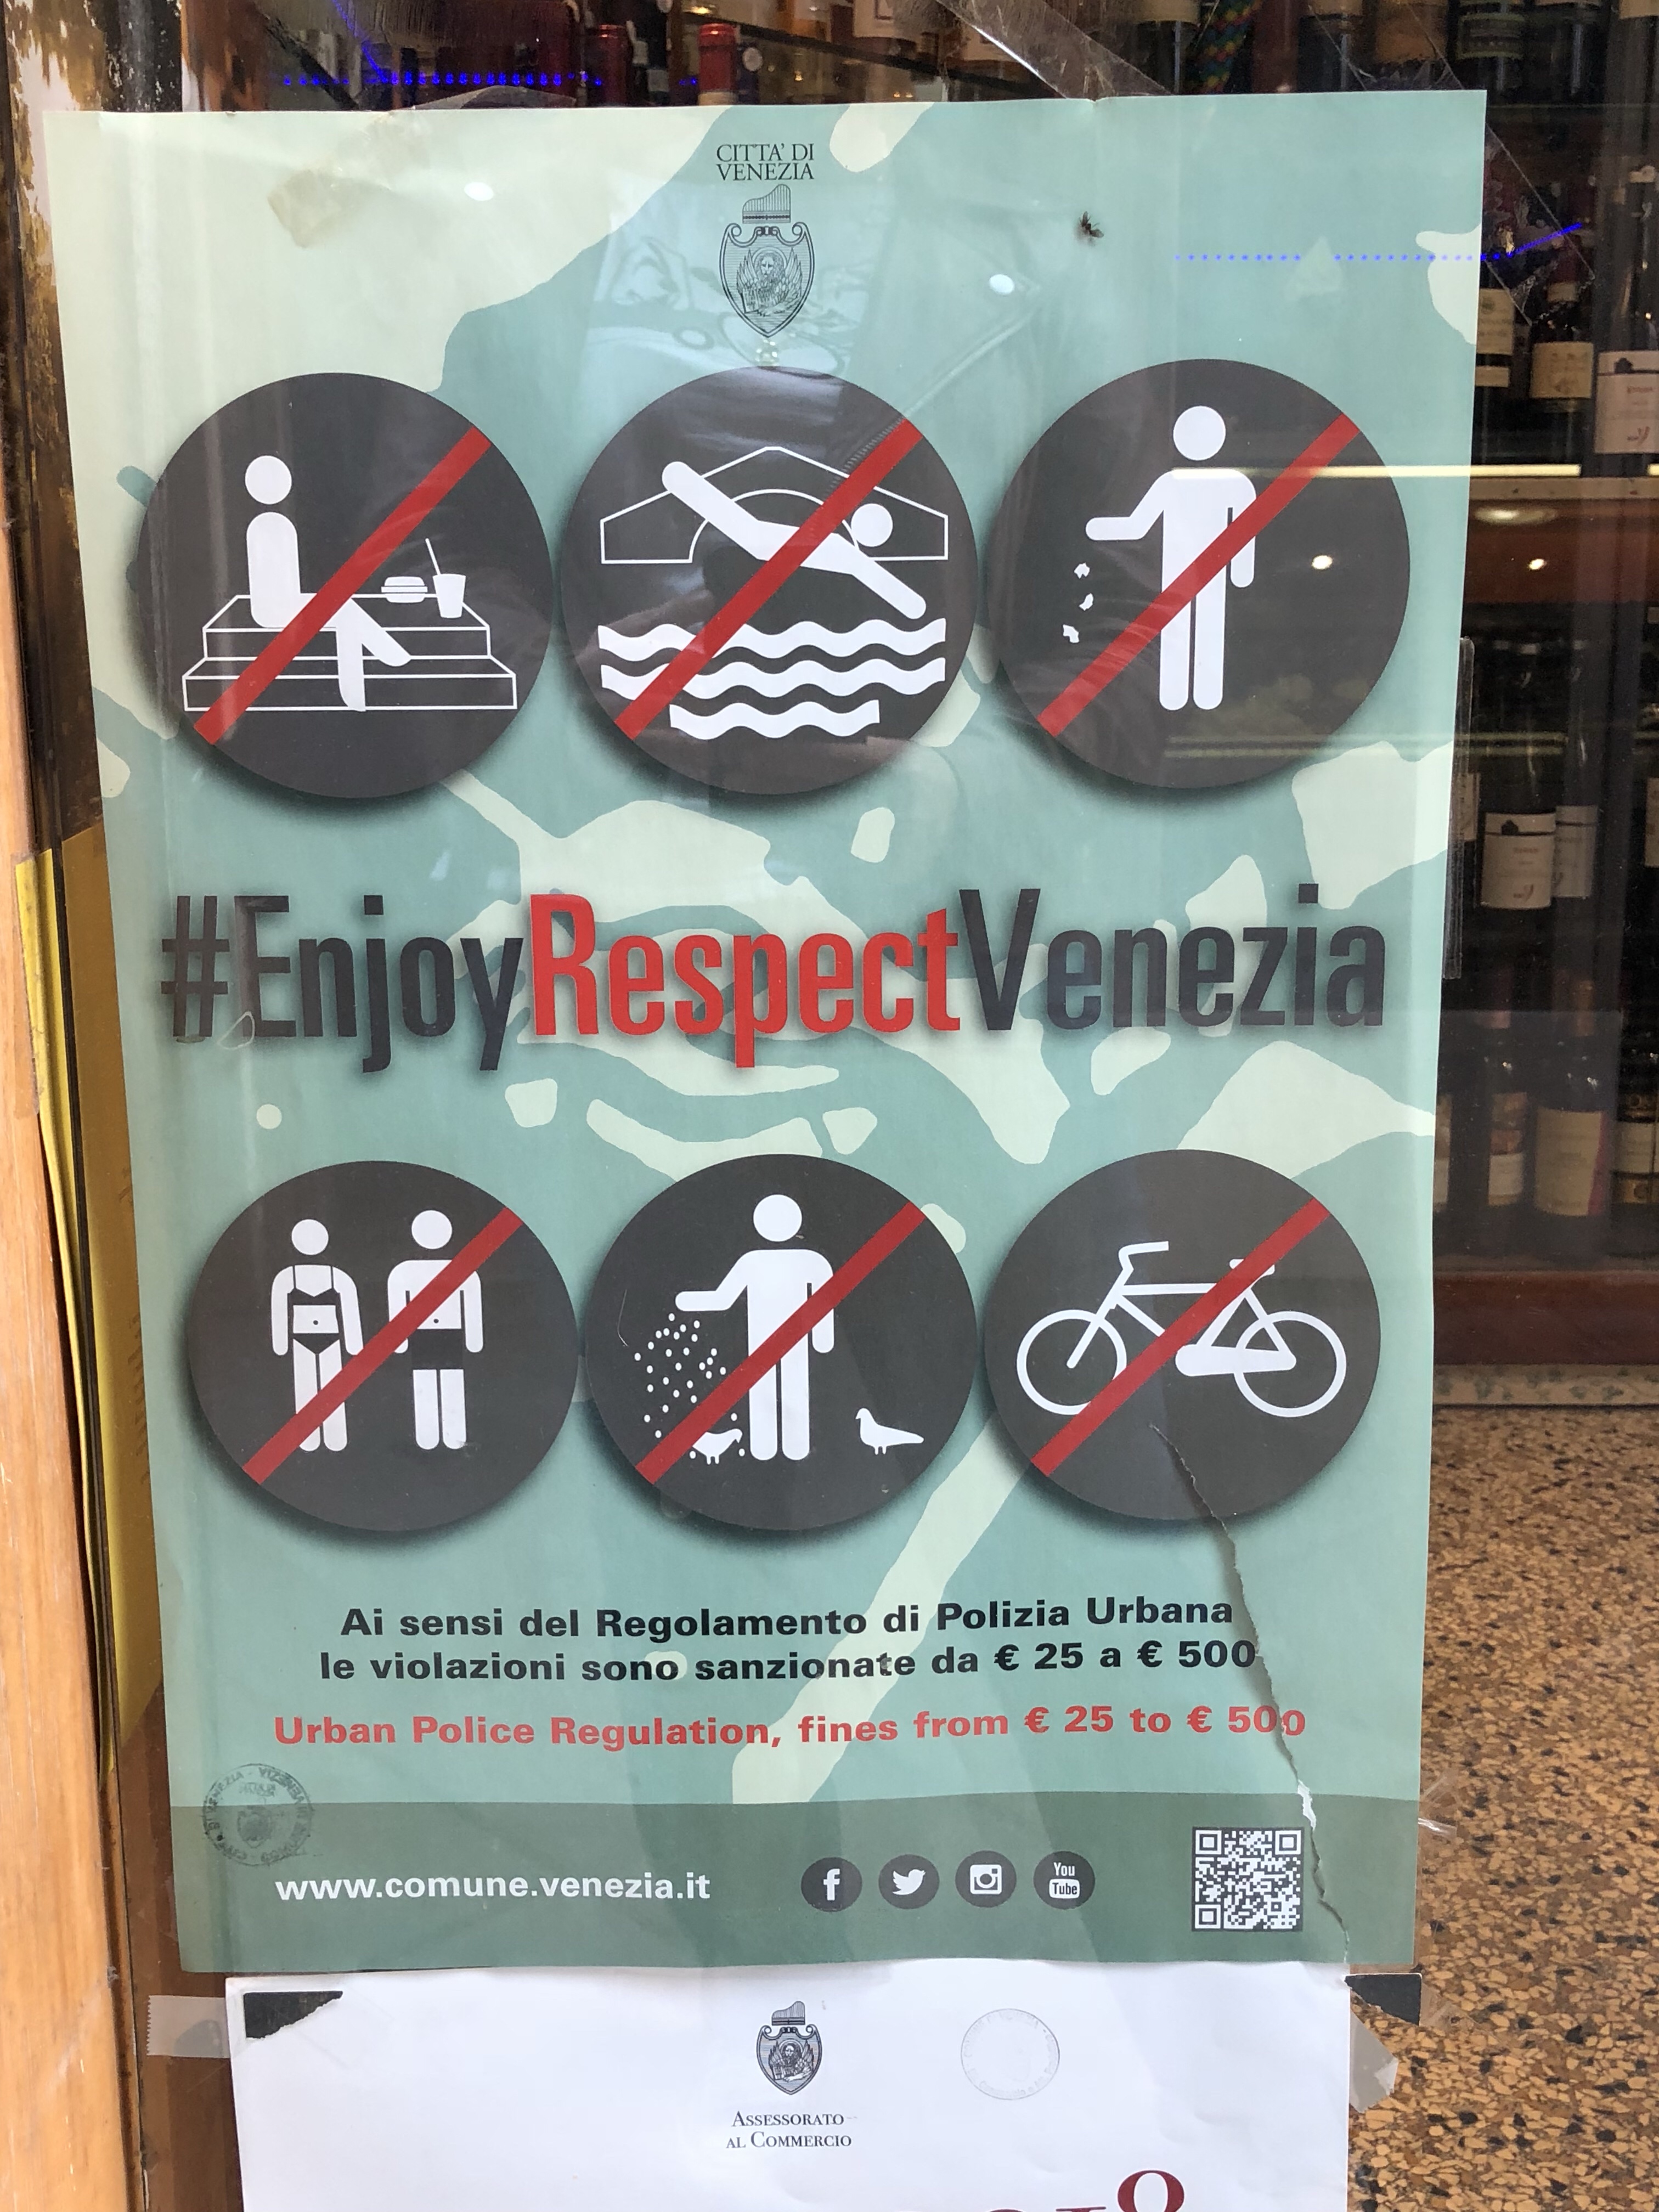 CITTA' DI
VENEZIA
#EnjoyRespectVenezia
Ai sensi del Regolamento di Polizia Urbana
le violazioni sono sanzionate da € 25 a € 500
Urban Police Regulation, fines from € 25 to € 500
www.comune.venezia.it
f
You
Tube
ASSESSORATO
AL COMMERCIO